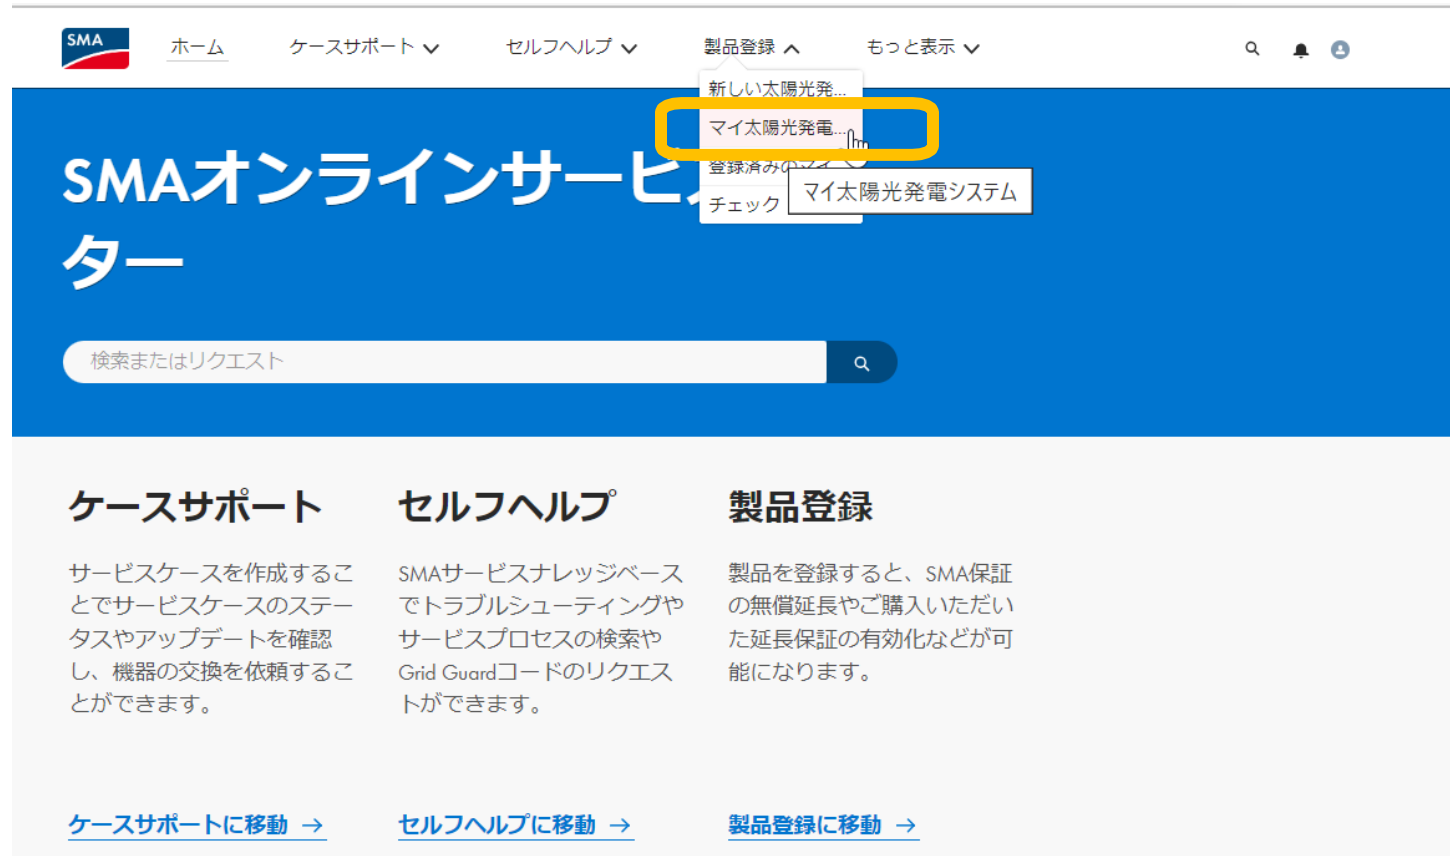 SMA
ホーム
ケースサポート
セルフヘルプ
製品登録
もっと表示
新しい太陽光発...
マイ太陽光発電...
登録済みのマイ
チェック
マイ太陽光発電システム
SMAオンラインサービ
ター
検索またはリクエスト
ケースサポート
サービスケースを作成するこ
とでサービスケースのステー
タスやアップデートを確認
し、機器の交換を依頼するこ
とができます。
ケースサポートに移動 →
セルフヘルプ
SMAサービスナレッジベース
でトラブルシューティングや
サービスプロセスの検索や
Grid Guardコードのリクエス
トができます。
セルフヘルプに移動 →
製品登録
製品を登録すると、SMA保証
の無償延長やご購入いただい
た延長保証の有効化などが可
能になります。
製品登録に移動 →